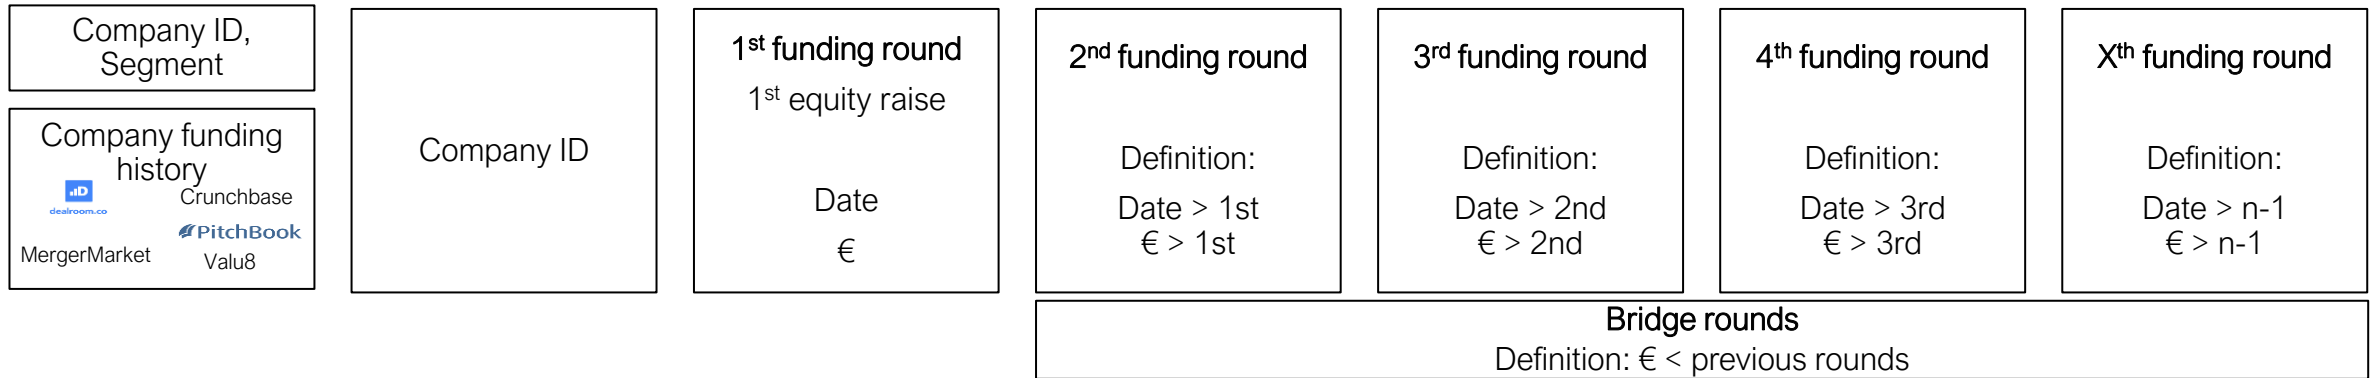 Company ID,
Segment
Company funding
history
dealroom.co
Crunchbase
MergerMarket
PitchBook
Valu8
Company ID
1st funding round
1st equity raise
Date
€
2nd funding round
Definition:
Date > 1st
€ > 1st
3rd funding round
Definition:
Date > 2nd
€ > 2nd
4th funding round
Definition:
Date > 3rd
€ > 3rd
Xth funding round
Definition:
Date > n-1
€ > n-1
Bridge rounds
Definition: € < previous rounds